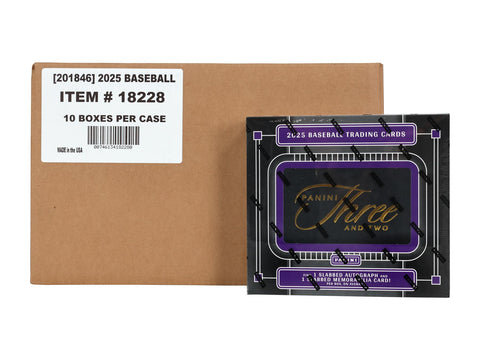 [201846] 2025 BASEBALL
ITEM # 18228
10 BOXES PER CASE
MADE in the USA
2025 BASEBALL TRADING CARDS
PANINI
Three
AND TWO
PANINI
FIND 1 SLABBED AUTOGRAPH AND
1 SLABBED MEMORABILIA CARD!
PER BOX, ON AVERAGE